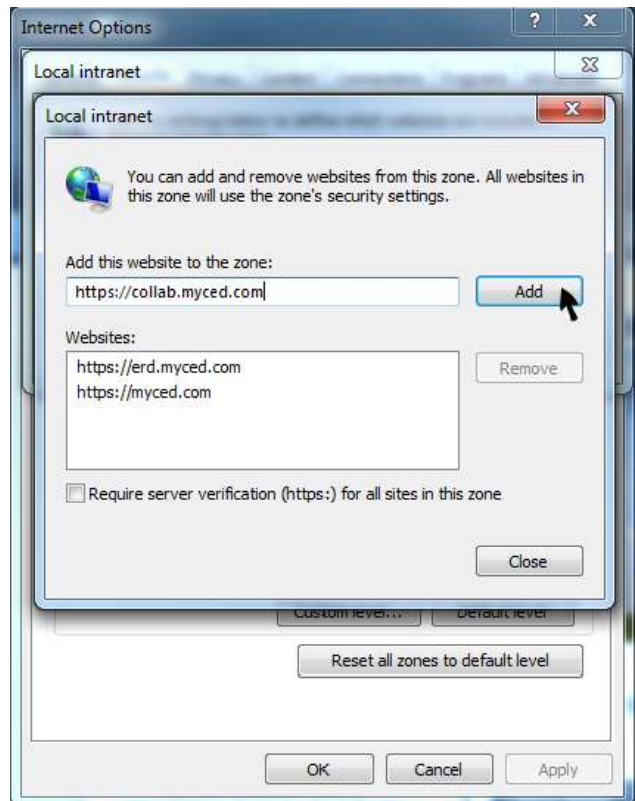 Internet Options
Local intranet
Local intranet
You can add and remove websites from this zone. All websites in
this zone will use the zone's security settings.
Add this website to the zone:
https://collab.myced.com
Add
Websites:
https://erd.myced.com
https://myced.com
Remove
Require server verification (https:) for all sites in this zone
Close
Custom level... Default level
Reset all zones to default level
OK Cancel Apply